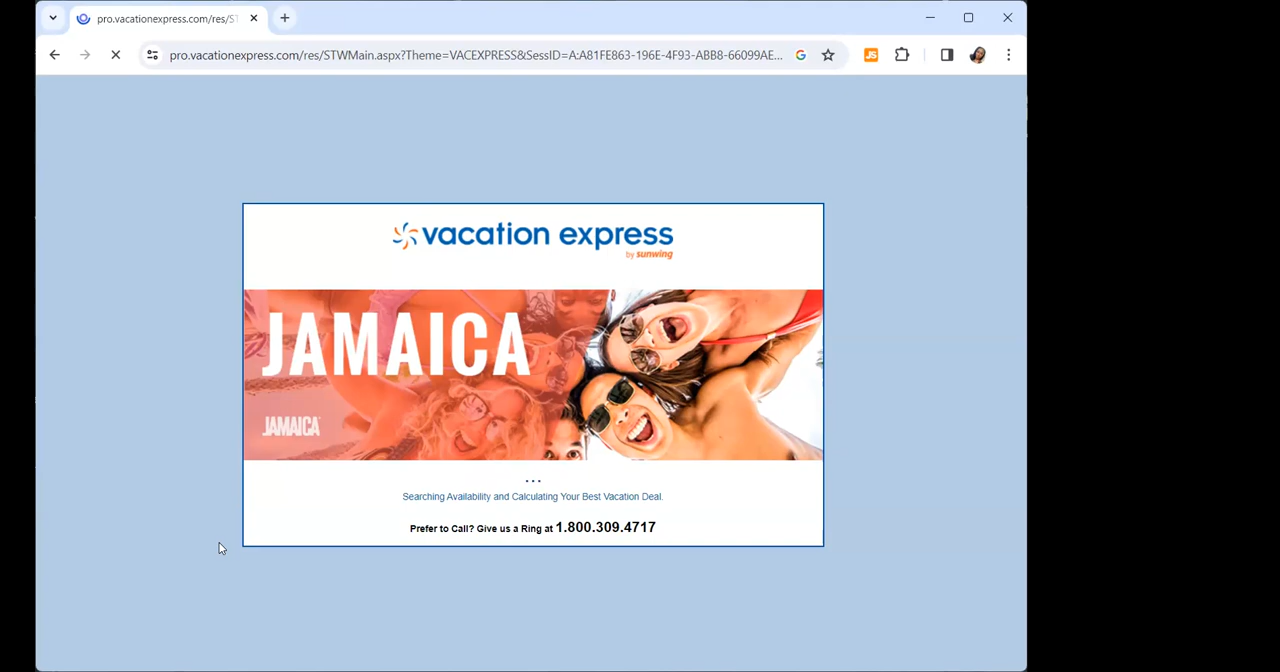 pro.vacationexpress.com/res/ST
pro.vacationexpress.com/res/STWMain.aspx?Theme=VACEXPRESS&SessID=A:A81FE863-196E-4F93-ABB8-66099AE...
JS
vacation express
by sunwing
JAMAICA
JAMAICA
...
Searching Availability and Calculating Your Best Vacation Deal.
Prefer to Call? Give us a Ring at 1.800.309.4717